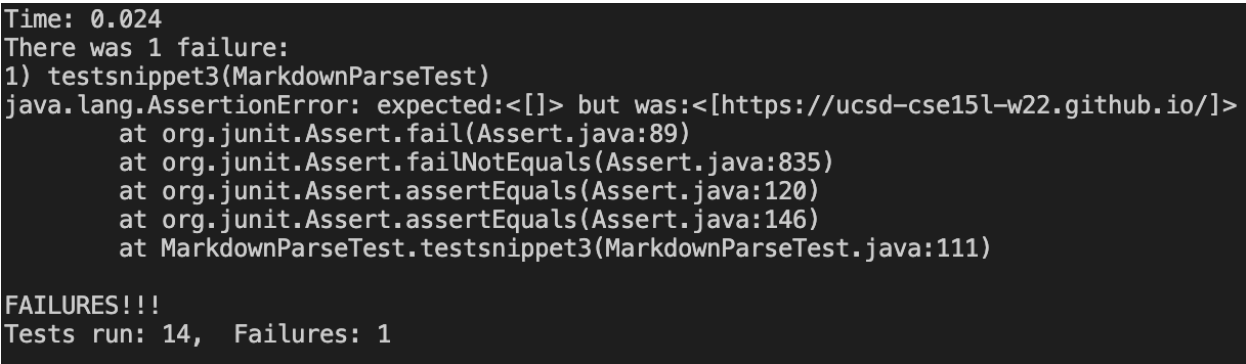 Time: 0.024
There was 1 failure:
1) testsnippet3(MarkdownParseTest)
java.lang.AssertionError: expected:<[]> but was:<[https://ucsd-cse15l-w22.github.io/]>
        at org.junit.Assert.fail(Assert.java:89)
        at org.junit.Assert.failNotEquals(Assert.java:835)
        at org.junit.Assert.assertEquals(Assert.java:120)
        at org.junit.Assert.assertEquals(Assert.java:146)
        at MarkdownParseTest.testsnippet3(MarkdownParseTest.java:111)

FAILURES!!!
Tests run: 14,  Failures: 1